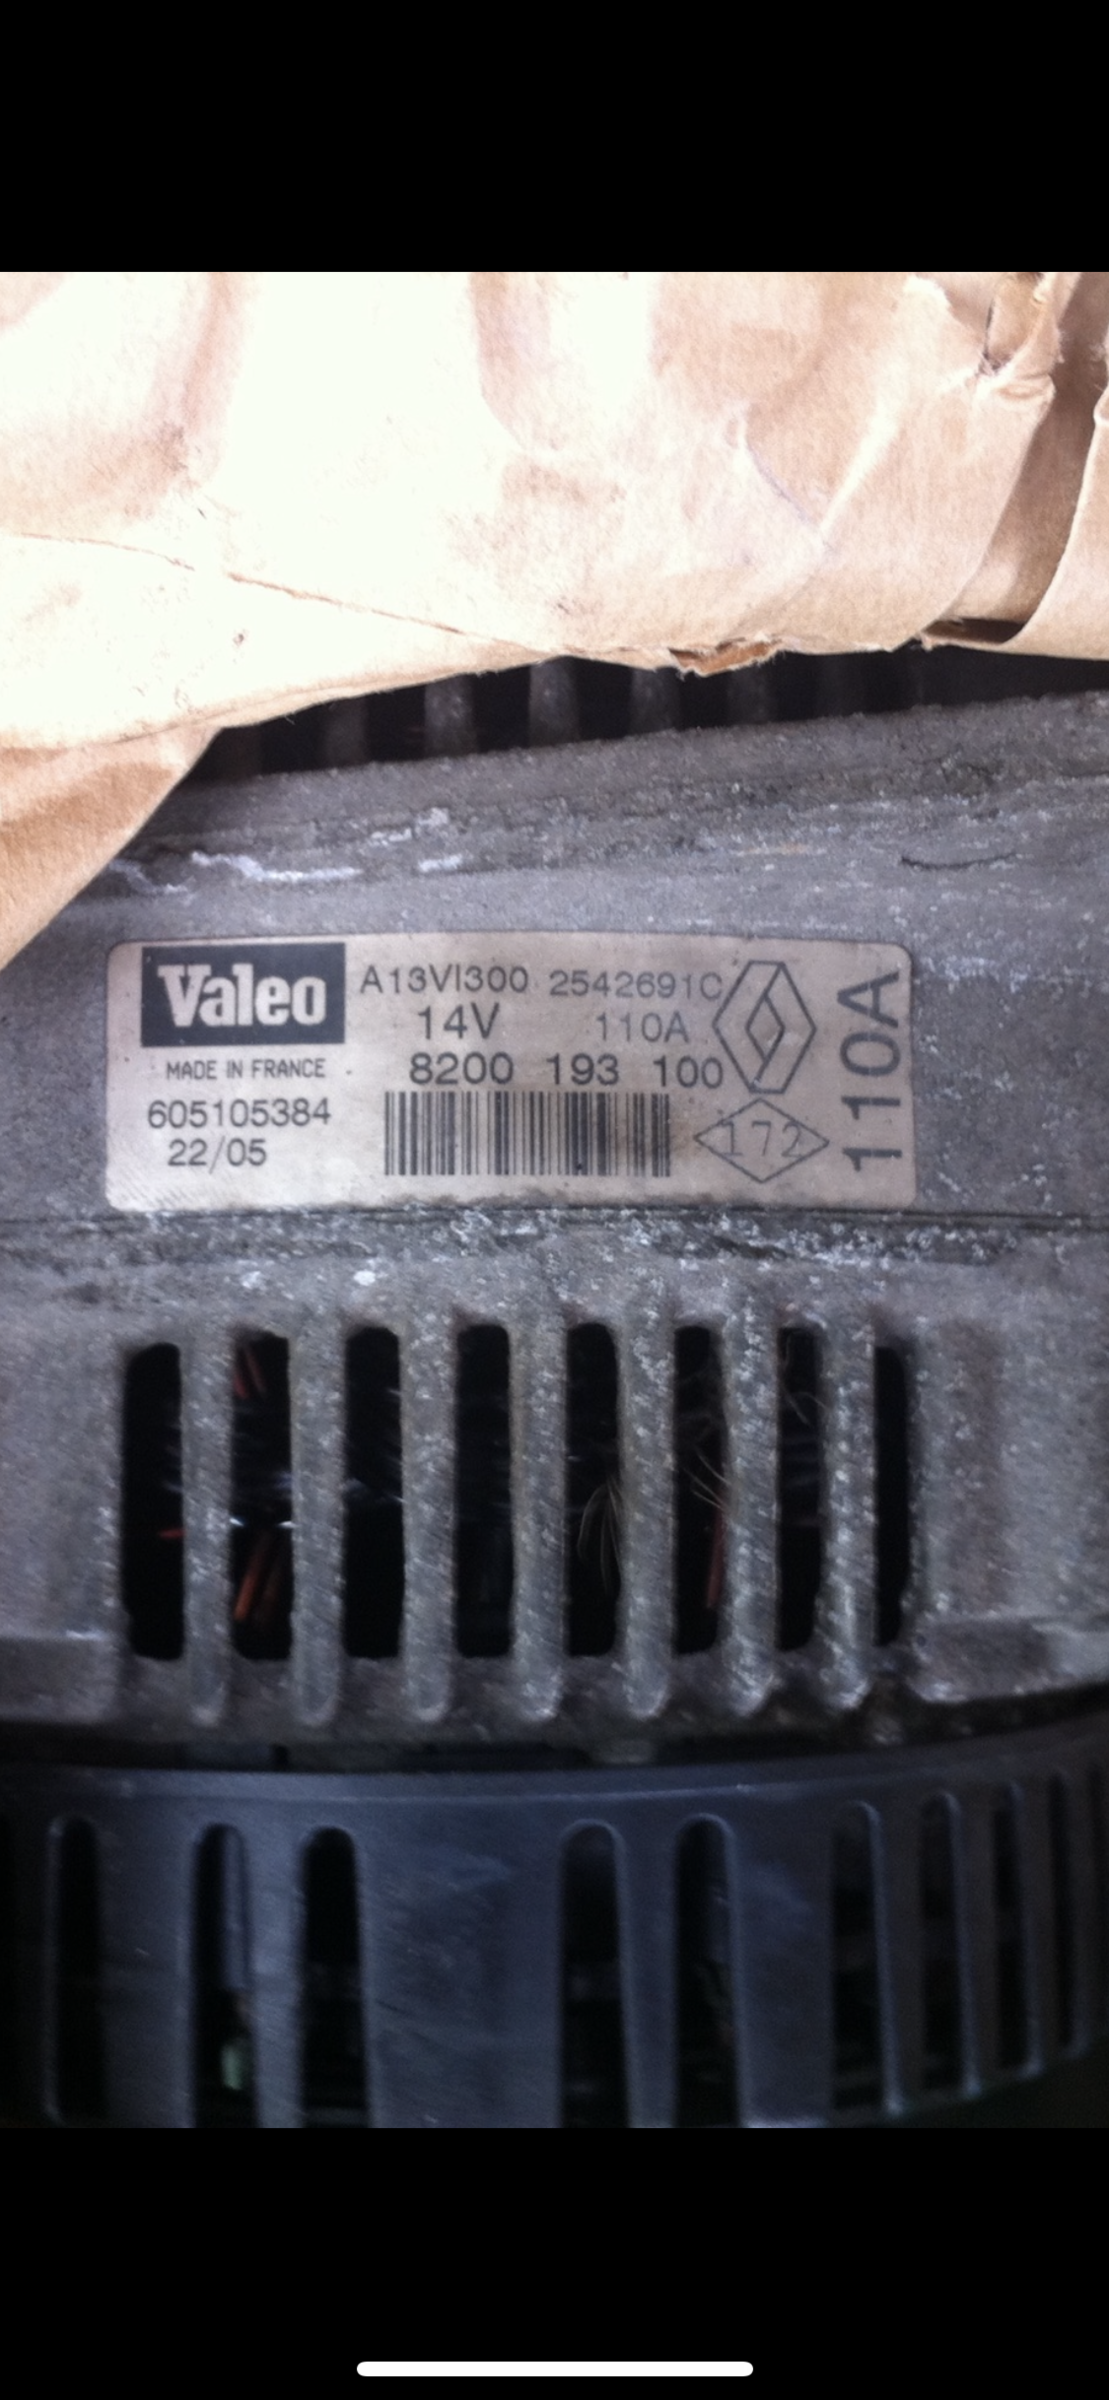 Valeo
A13VI300 2542691C
14V 110A
MADE IN FRANCE
8200 193 100
605105384
22/05
172
110A